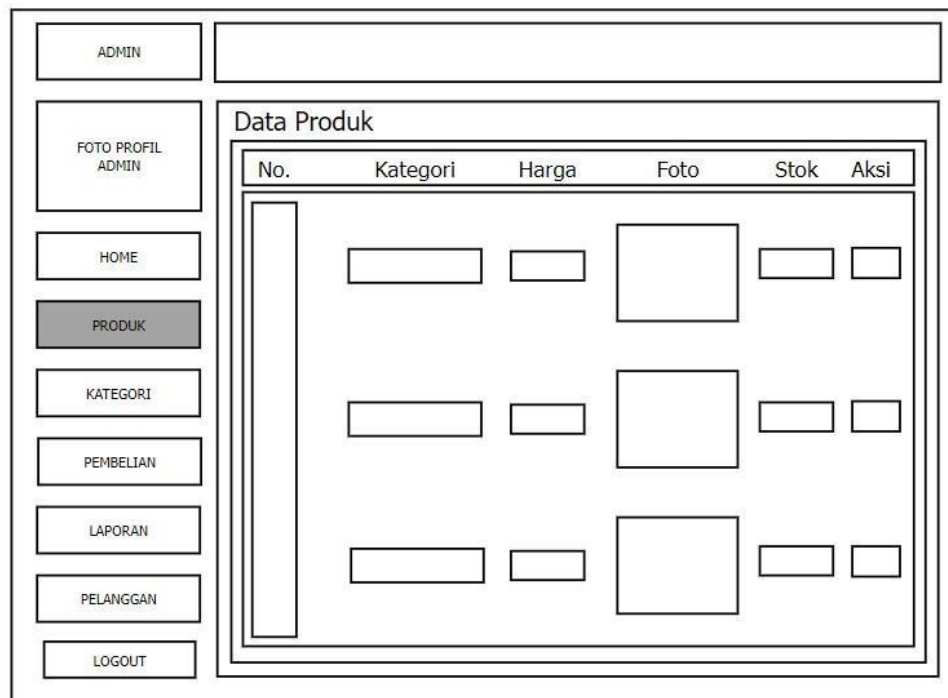 ADMIN
FOTO PROFIL
ADMIN
HOME
PRODUK
KATEGORI
PEMBELIAN
LAPORAN
PELANGGAN
LOGOUT
Data Produk
No. Kategori Harga Foto Stok Aksi